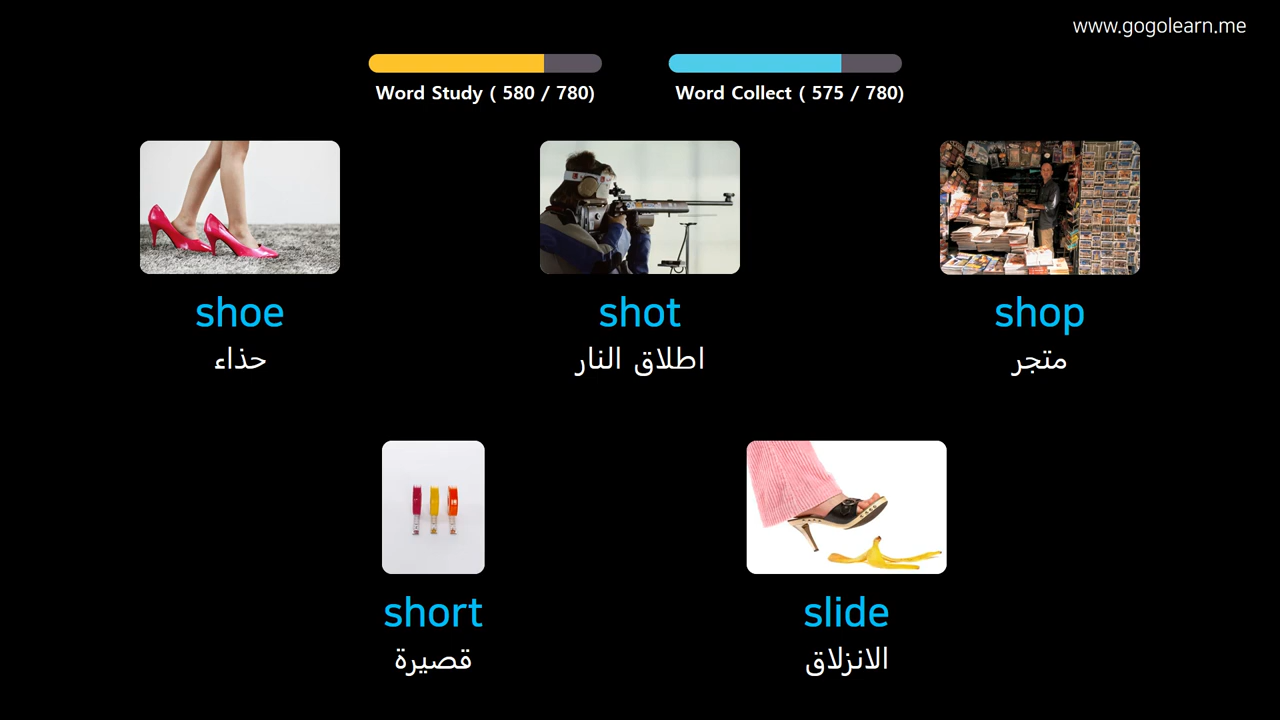 www.gogolearn.me
Word Study ( 580 / 780)
Word Collect ( 575 / 780)
shoe
حذاء
shot
اطلاق النار
shop
متجر
short
قصيرة
slide
الانزلاق